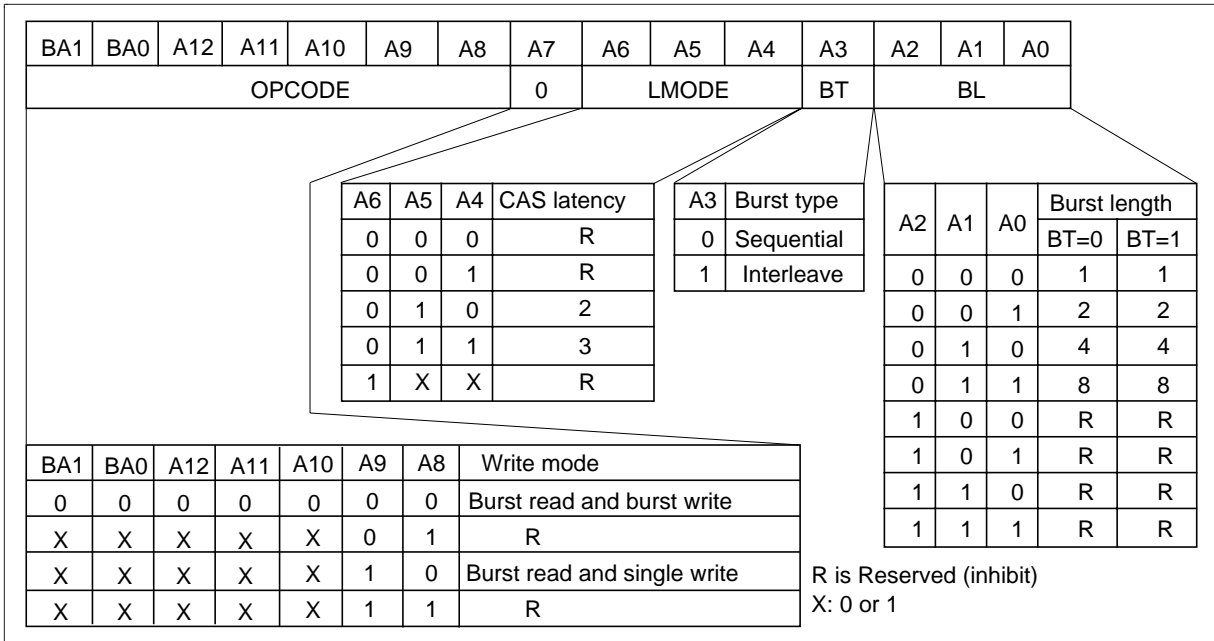 BA1 BA0 A12 A11 A10 A9 A8 A7 A6 A5 A4 A3 A2 A1 A0
OPCODE 0 LMODE BT BL
A6 A5 A4 CAS latency
0 0 0 R
0 0 1 R
0 1 0 2
0 1 1 3
1 X X R
A3 Burst type
0 Sequential
1 Interleave
A2 A1 A0 Burst length
BT=0 BT=1
0 0 0 1 1
0 0 1 2 2
0 1 0 4 4
0 1 1 8 8
1 0 0 R R
1 0 1 R R
1 1 0 R R
1 1 1 R R
BA1 BA0 A12 A11 A10 A9 A8 Write mode
0 0 0 0 0 0 0 Burst read and burst write
X X X X X 0 1 R
X X X X X 1 0 Burst read and single write
X X X X X 1 1 R
R is Reserved (inhibit)
X: 0 or 1